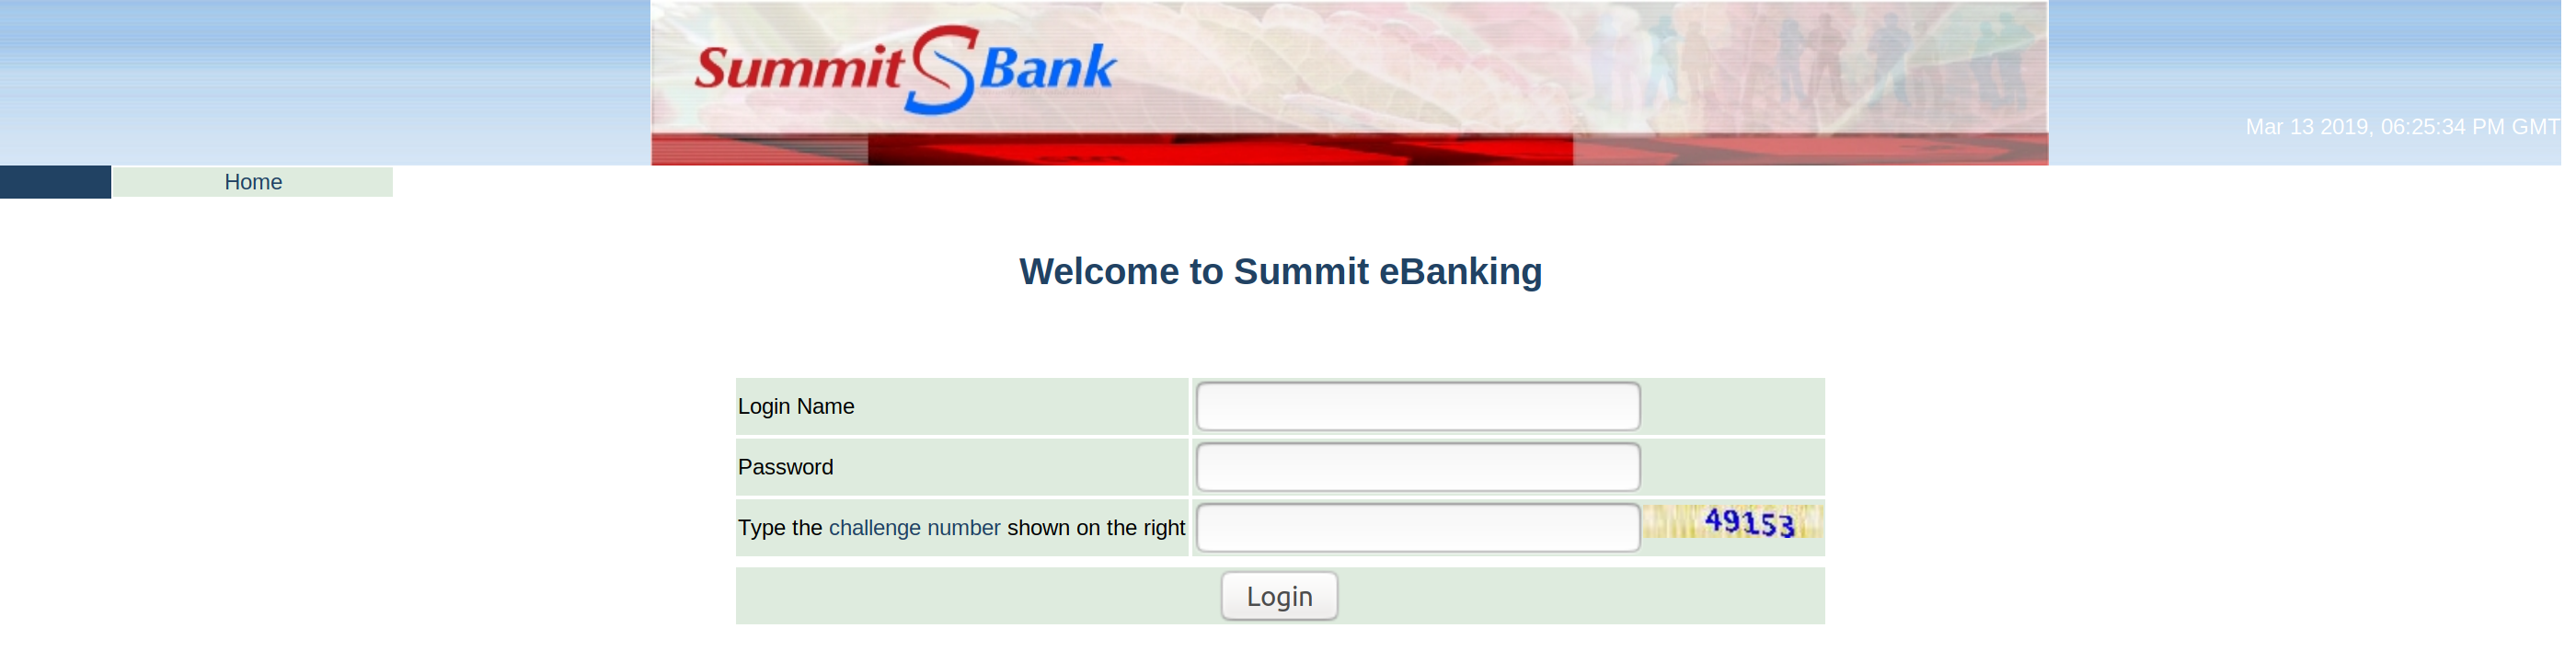 Summit S Bank
Mar 13 2019, 06:25:34 PM GMT
Home
Welcome to Summit eBanking
Login Name
Password
Type the challenge number shown on the right
49153
Login